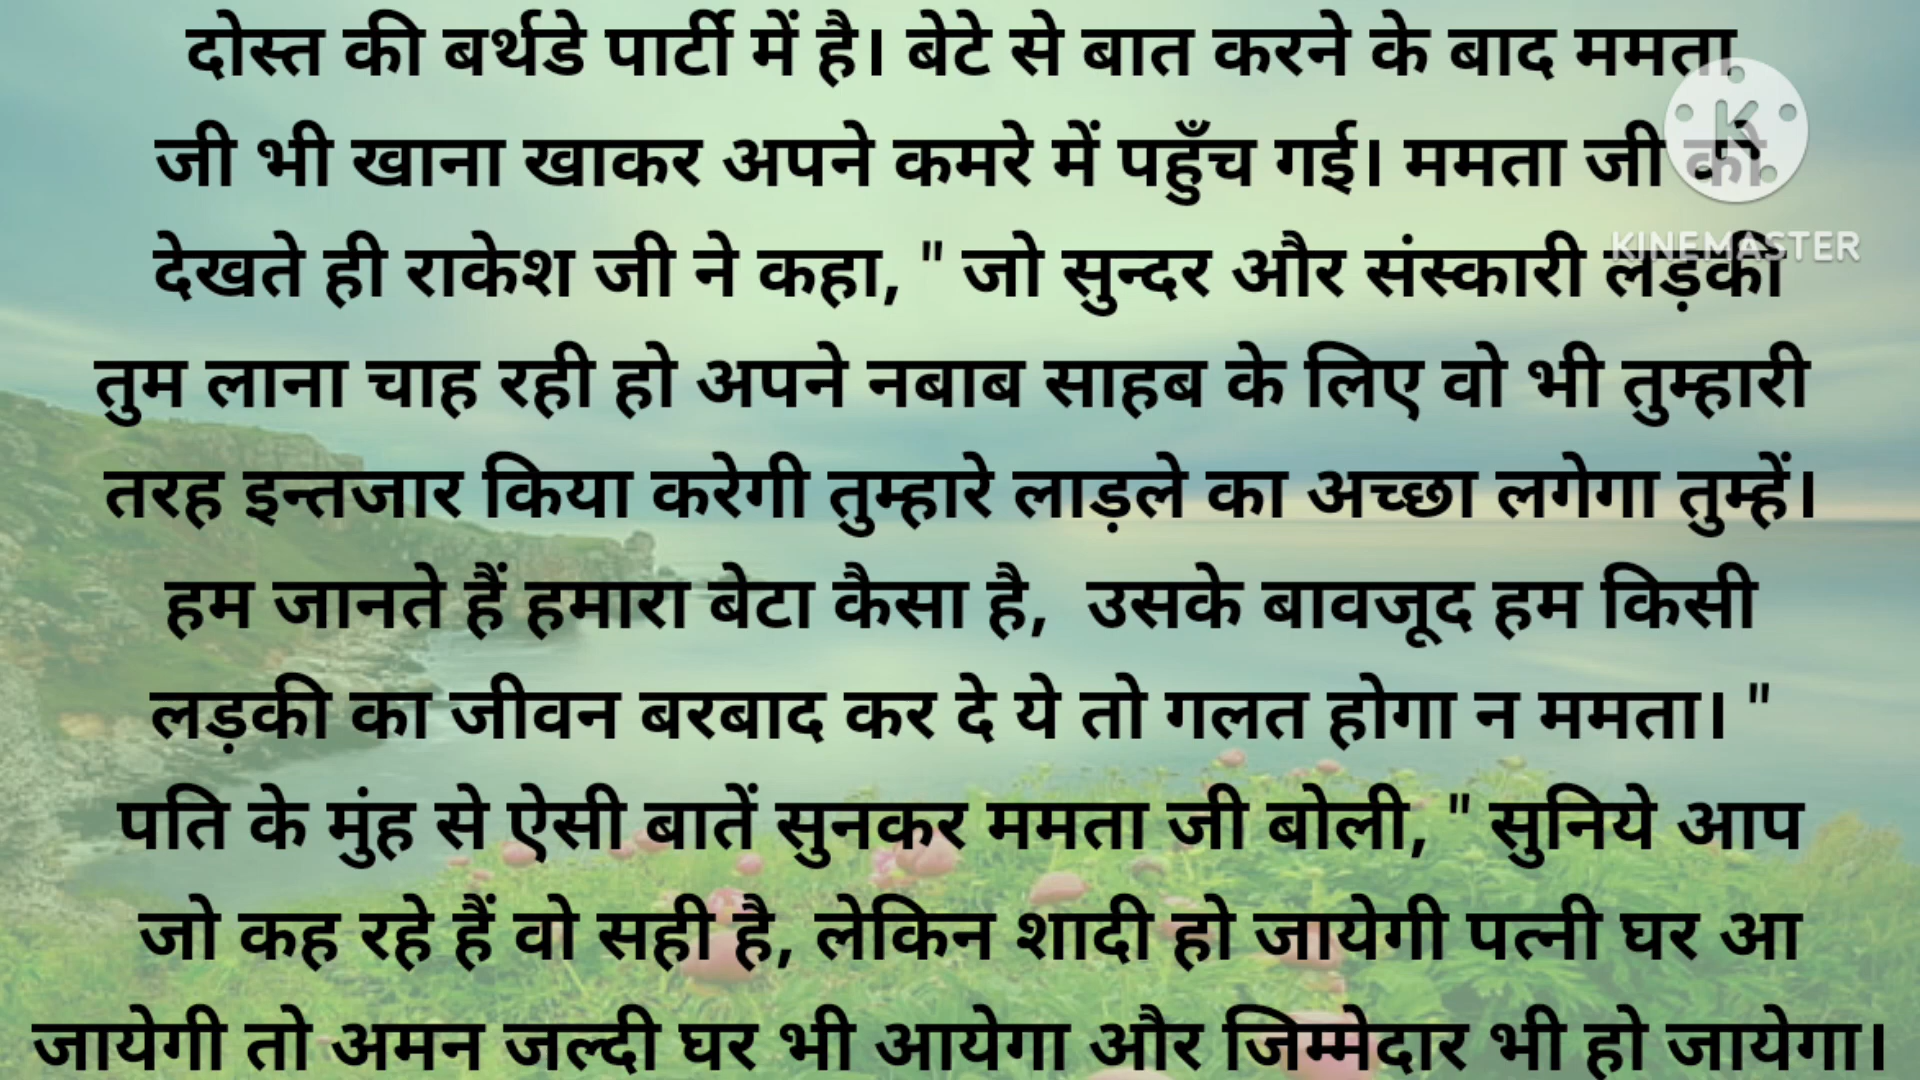 दोस्त की बर्थडे पार्टी में है। बेटे से बात करने के बाद ममता
जी भी खाना खाकर अपने कमरे में पहुँच गई। ममता जी को
देखते ही राकेश जी ने कहा, " जो सुन्दर और संस्कारी लड़की
तुम लाना चाह रही हो अपने नबाब साहब के लिए वो भी तुम्हारी
तरह इन्तजार किया करेगी तुम्हारे लाड़ले का अच्छा लगेगा तुम्हें।
हम जानते हैं हमारा बेटा कैसा है, उसके बावजूद हम किसी
लड़की का जीवन बरबाद कर दे ये तो गलत होगा न ममता। "
पति के मुंह से ऐसी बातें सुनकर ममता जी बोली, " सुनिये आप
जो कह रहे हैं वो सही है, लेकिन शादी हो जायेगी पत्नी घर आ
जायेगी तो अमन जल्दी घर भी आयेगा और जिम्मेदार भी हो जायेगा।
K
KINEMASTER